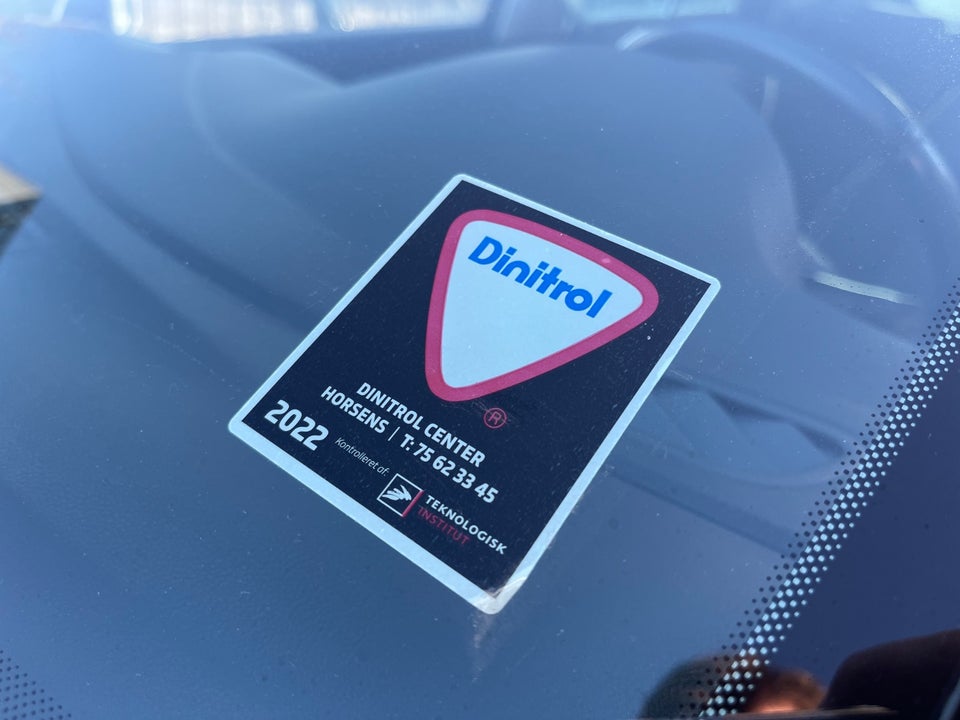 Dinitrol
®
DINITROL CENTER
HORSENS | T: 75 62 33 45
2022
Kontrolleret af:
TEKNOLOGISK
INSTITUT